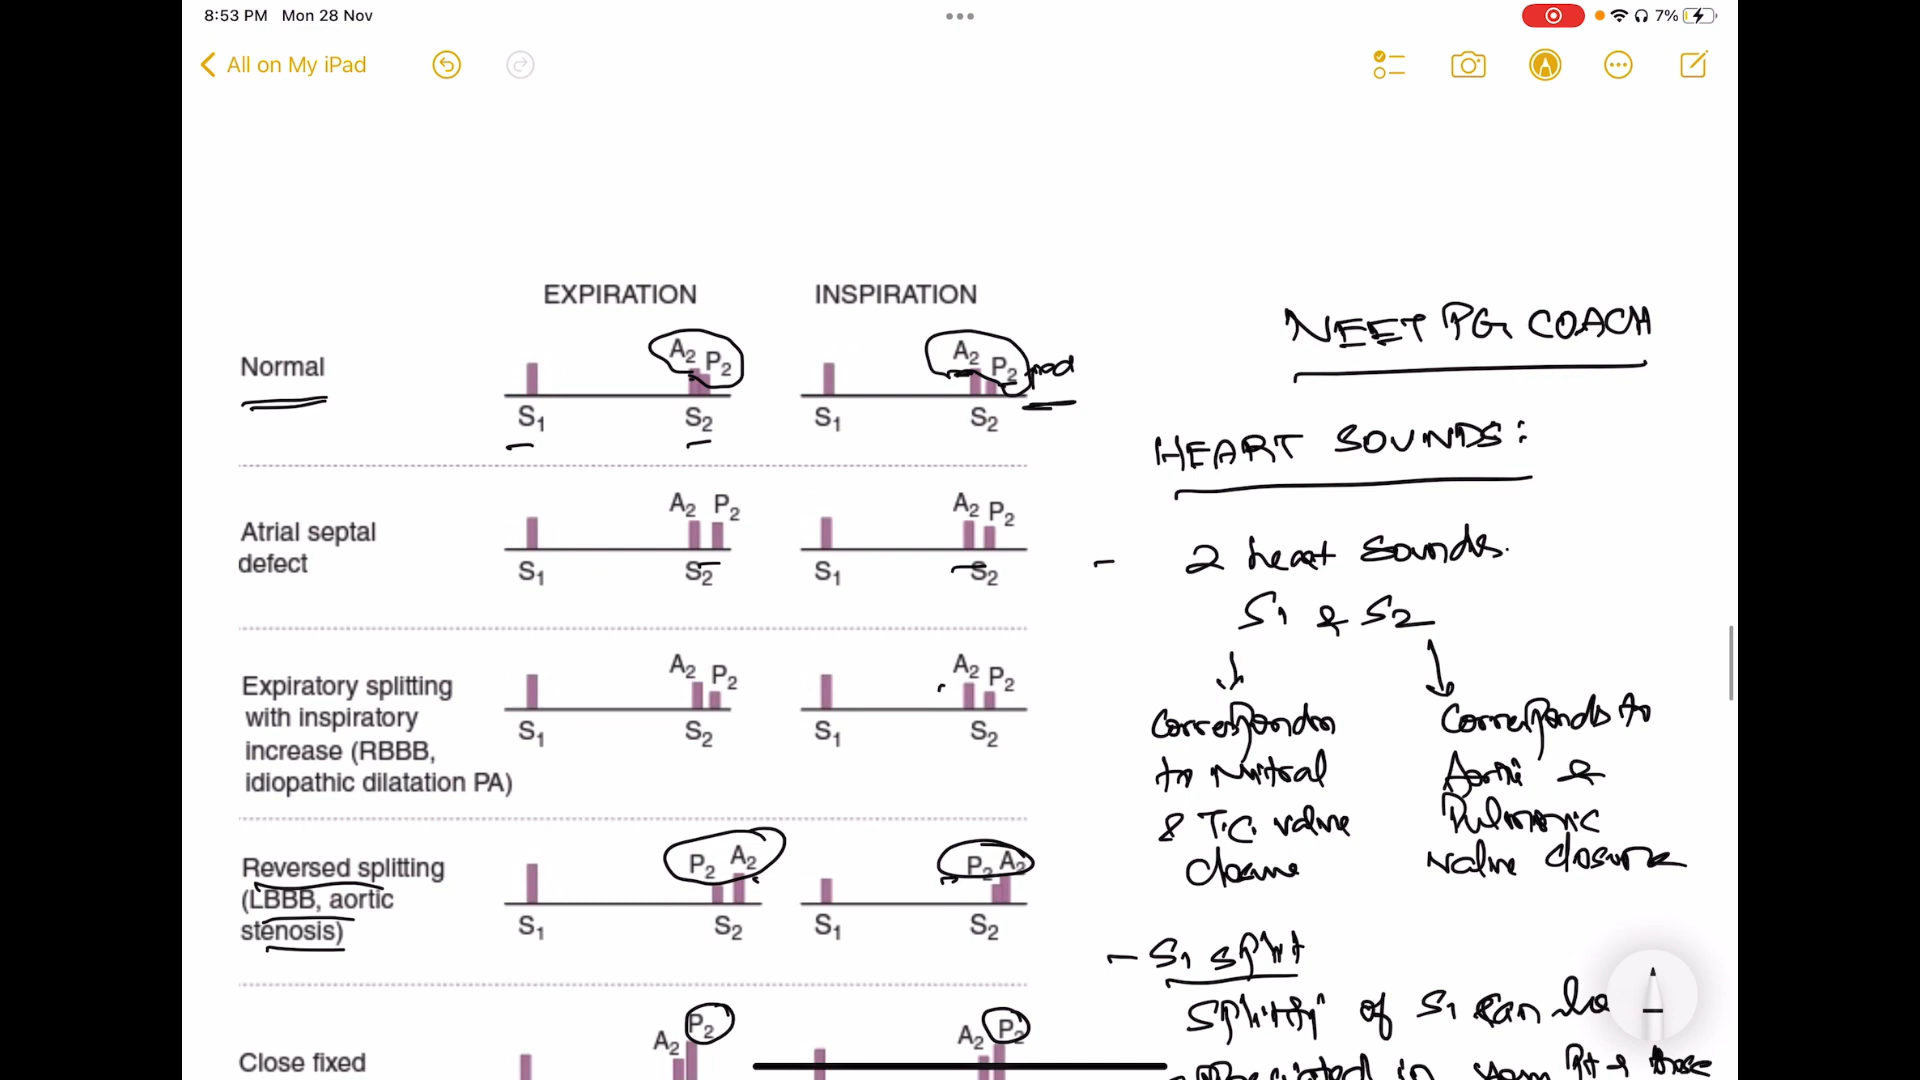 8:53 PM Mon 28 Nov
7%
All on My iPad
EXPIRATION INSPIRATION
Normal
A2 P2
A2 P2
S1 S2 S1 S2
Atrial septal
defect
A2 P2 A2 P2
S1 S2 S1 S2
Expiratory splitting
with inspiratory
increase (RBBB,
idiopathic dilatation PA)
A2 P2 A2 P2
S1 S2 S1 S2
Reversed splitting
(LBBB, aortic
stenosis)
P2 A2 P2 A2
S1 S2 S1 S2
Close fixed
A2 P2 A2 P2
NEET PG COACH
HEART SOUNDS:
- 2 heart sounds.
S1 & S2
to Mitral
& T.C. valve
Corresponds to
Aortic &
Pulmonic
valve closure
- S1 split
of S1 can